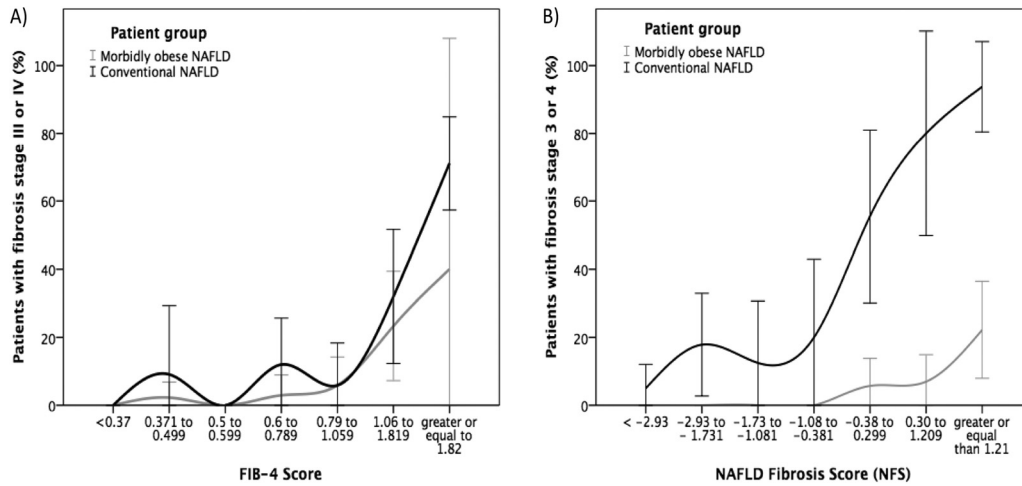 A)
Patient group
Morbidly obese NAFLD
Conventional NAFLD
Patients with fibrosis stage III or IV (%)
100
80
60
40
20
0
<0.37
0.371 to
0.499
0.5 to
0.599
0.6 to
0.789
0.79 to
1.059
1.06 to
1.819
greater or
equal to
1.82
FIB-4 Score
B)
Patient group
Morbidly obese NAFLD
Conventional NAFLD
Patients with fibrosis stage 3 or 4 (%)
100
80
60
40
20
0
< -2.93
-2.93 to
-1.731
-1.73 to
-1.081
-1.08 to
-0.381
-0.38 to
0.299
0.30 to
1.209
greater or
equal
than 1.21
NAFLD Fibrosis Score (NFS)